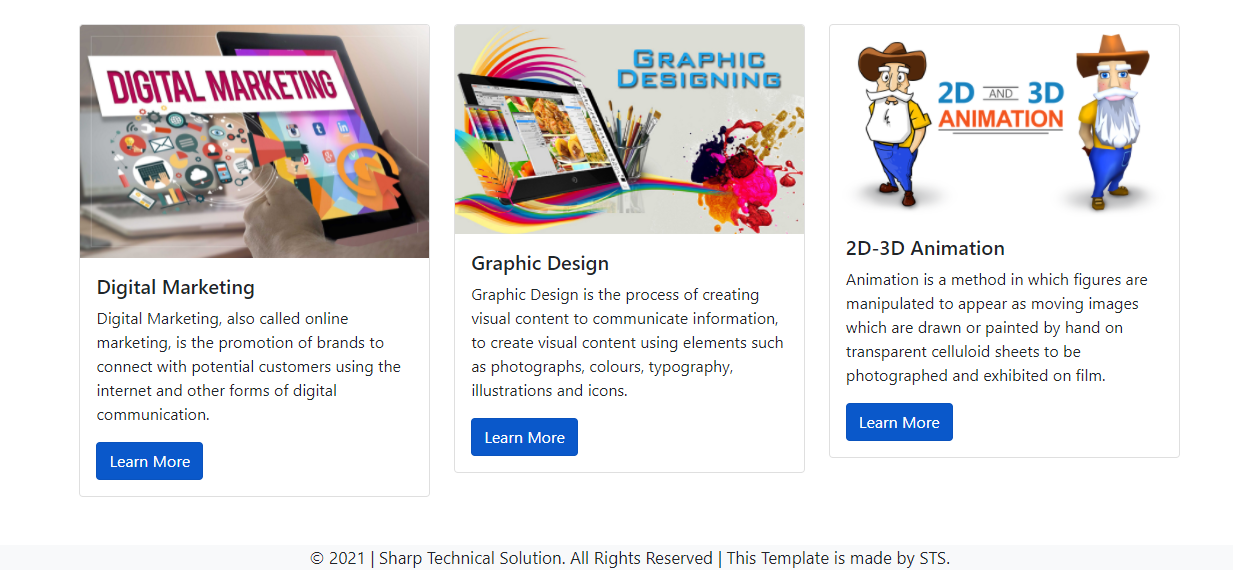 DIGITAL MARKETING
Digital Marketing
Digital Marketing, also called online
marketing, is the promotion of brands to
connect with potential customers using the
internet and other forms of digital
communication.
Learn More
GRAPHIC
DESIGNING
Graphic Design
Graphic Design is the process of creating
visual content to communicate information,
to create visual content using elements such
as photographs, colours, typography,
illustrations and icons.
Learn More
2D AND 3D
ANIMATION
2D-3D Animation
Animation is a method in which figures are
manipulated to appear as moving images
which are drawn or painted by hand on
transparent celluloid sheets to be
photographed and exhibited on film.
Learn More
© 2021 | Sharp Technical Solution. All Rights Reserved | This Template is made by STS.